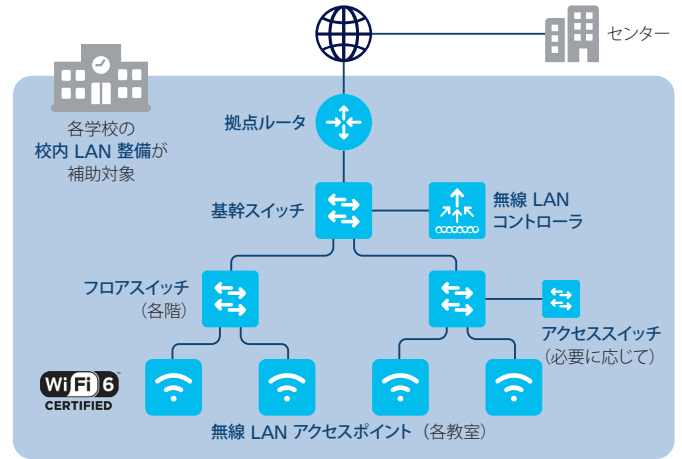 センター
各学校の
校内 LAN 整備が
補助対象
拠点ルータ
基幹スイッチ
無線 LAN
コントローラ
フロアスイッチ
（各階）
アクセススイッチ
（必要に応じて）
Wi Fi 6
CERTIFIED
無線 LAN アクセスポイント（各教室）